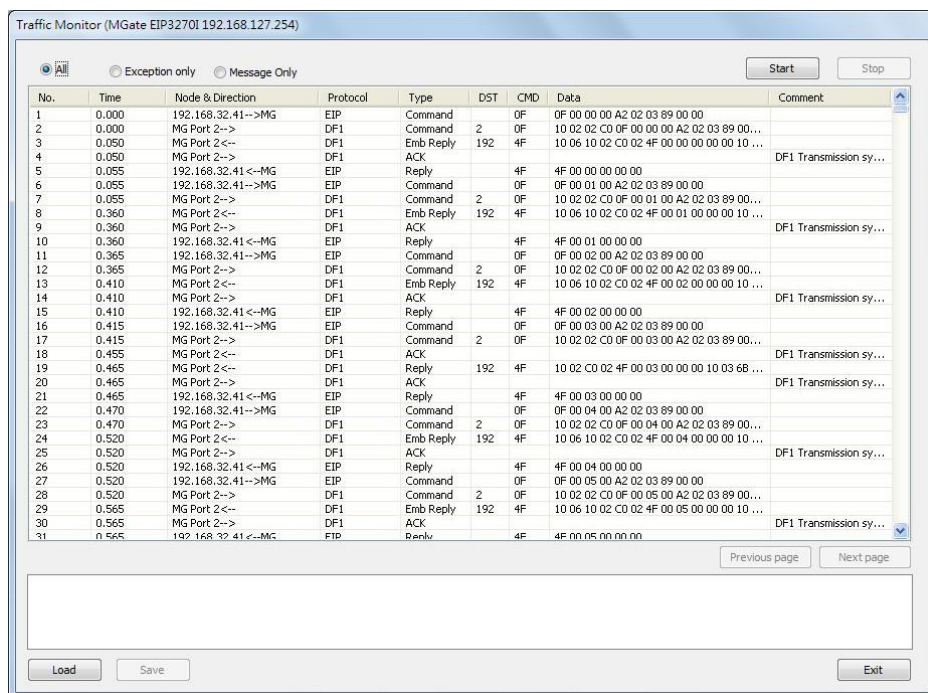 Traffic Monitor (MGate EIP3270I 192.168.127.254)
All Exception only Message Only Start Stop
No. Time Node & Direction Protocol Type DST CMD Data Comment
1 0.000 192.168.32.41-->MG EIP Command 0F 0F 00 00 00 A2 02 03 89 00 00
2 0.000 MG Port 2--> DF1 Command 2 0F 10 02 02 C0 0F 00 00 00 A2 02 03 89 00...
3 0.050 MG Port 2<-- DF1 Emb Reply 192 4F 10 06 10 02 C0 02 4F 00 00 00 00 00 10 ...
4 0.050 MG Port 2--> DF1 ACK DF1 Transmission sy...
5 0.055 192.168.32.41<--MG EIP Reply 4F 4F 00 00 00 00 00
6 0.055 192.168.32.41-->MG EIP Command 0F 0F 00 01 00 A2 02 03 89 00 00
7 0.055 MG Port 2--> DF1 Command 2 0F 10 02 02 C0 0F 00 01 00 A2 02 03 89 00...
8 0.360 MG Port 2<-- DF1 Emb Reply 192 4F 10 06 10 02 C0 02 4F 00 01 00 00 00 10 ...
9 0.360 MG Port 2--> DF1 ACK DF1 Transmission sy...
10 0.360 192.168.32.41<--MG EIP Reply 4F 4F 00 01 00 00 00
11 0.365 192.168.32.41-->MG EIP Command 0F 0F 00 02 00 A2 02 03 89 00 00
12 0.365 MG Port 2--> DF1 Command 2 0F 10 02 02 C0 0F 00 02 00 A2 02 03 89 00...
13 0.410 MG Port 2<-- DF1 Emb Reply 192 4F 10 06 10 02 C0 02 4F 00 02 00 00 00 10 ...
14 0.410 MG Port 2--> DF1 ACK DF1 Transmission sy...
15 0.410 192.168.32.41<--MG EIP Reply 4F 4F 00 02 00 00 00
16 0.415 192.168.32.41-->MG EIP Command 0F 0F 00 03 00 A2 02 03 89 00 00
17 0.415 MG Port 2--> DF1 Command 2 0F 10 02 02 C0 0F 00 03 00 A2 02 03 89 00...
18 0.455 MG Port 2<-- DF1 ACK DF1 Transmission sy...
19 0.465 MG Port 2<-- DF1 Reply 192 4F 10 02 C0 02 4F 00 03 00 00 00 10 03 6B ...
20 0.465 MG Port 2--> DF1 ACK DF1 Transmission sy...
21 0.465 192.168.32.41<--MG EIP Reply 4F 4F 00 03 00 00 00
22 0.470 192.168.32.41-->MG EIP Command 0F 0F 00 04 00 A2 02 03 89 00 00
23 0.470 MG Port 2--> DF1 Command 2 0F 10 02 02 C0 0F 00 04 00 A2 02 03 89 00...
24 0.520 MG Port 2<-- DF1 Emb Reply 192 4F 10 06 10 02 C0 02 4F 00 04 00 00 00 10 ...
25 0.520 MG Port 2--> DF1 ACK DF1 Transmission sy...
26 0.520 192.168.32.41<--MG EIP Reply 4F 4F 00 04 00 00 00
27 0.520 192.168.32.41-->MG EIP Command 0F 0F 00 05 00 A2 02 03 89 00 00
28 0.520 MG Port 2--> DF1 Command 2 0F 10 02 02 C0 0F 00 05 00 A2 02 03 89 00...
29 0.565 MG Port 2<-- DF1 Emb Reply 192 4F 10 06 10 02 C0 02 4F 00 05 00 00 00 10 ...
30 0.565 MG Port 2--> DF1 ACK DF1 Transmission sy...
31 0.565 192.168.32.41<--MG EIP Reply 4F 4F 00 05 00 00 00
Previous page Next page
Load Save Exit